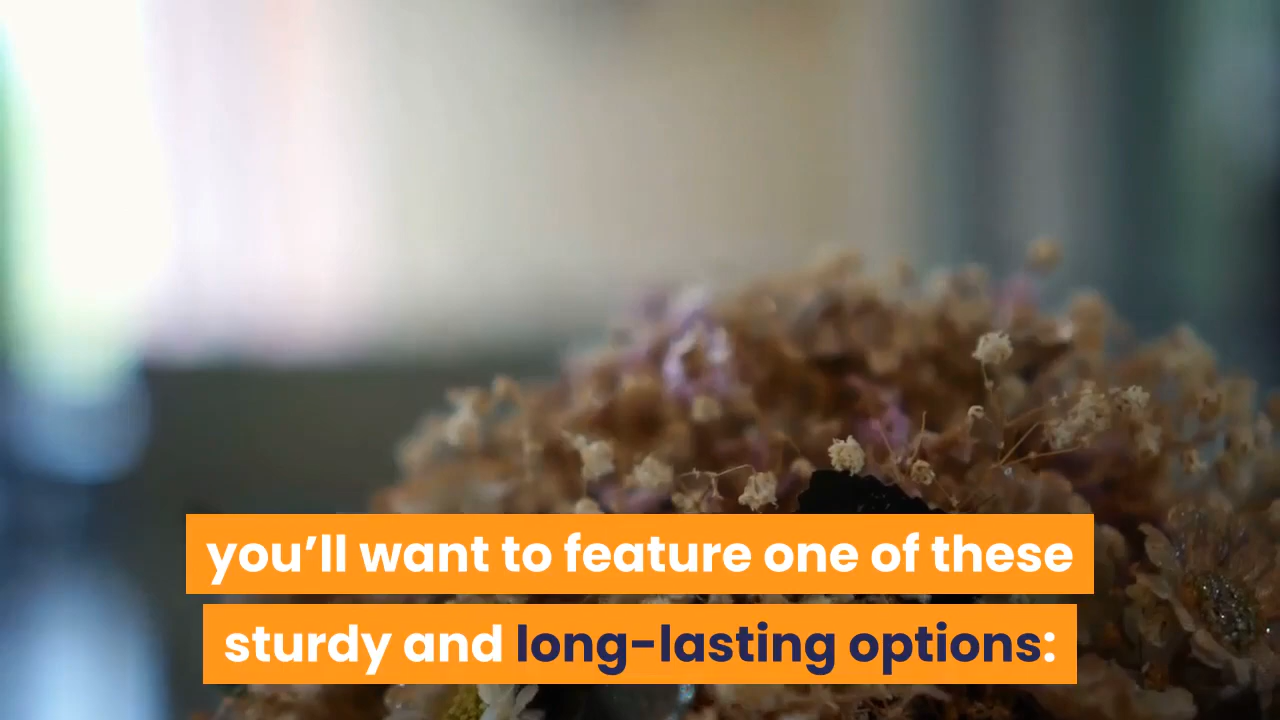 you’ll want to feature one of these
sturdy and long-lasting options: